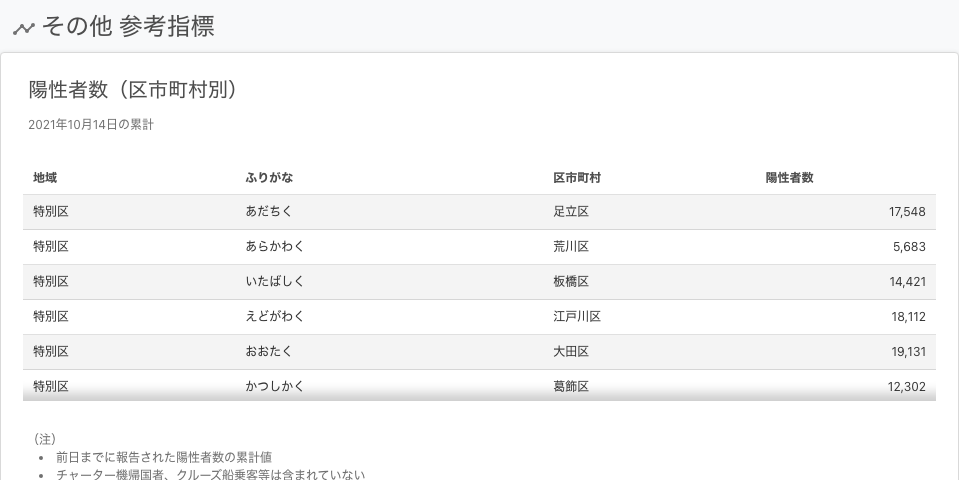 その他 参考指標
陽性者数（区市町村別）
2021年10月14日の累計
地域 ふりがな 区市町村 陽性者数
特別区 あだちく 足立区 17,548
特別区 あらかわく 荒川区 5,683
特別区 いたばしく 板橋区 14,421
特別区 えどがわく 江戸川区 18,112
特別区 おおたく 大田区 19,131
特別区 かつしかく 葛飾区 12,302
（注）
• 前日までに報告された陽性者数の累計値
• チャーター機帰国者、クルーズ船乗客等は含まれていない